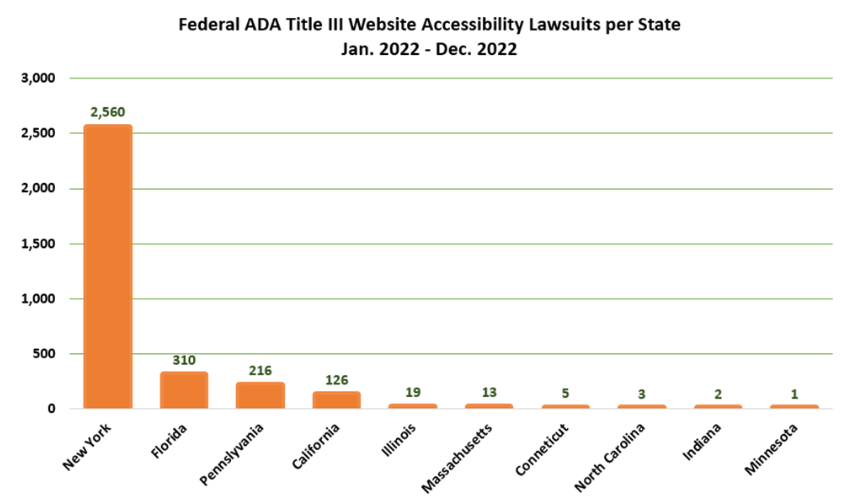 Federal ADA Title III Website Accessibility Lawsuits per State
Jan. 2022 - Dec. 2022
3,000
2,500
2,000
1,500
1,000
500
0
2,560
310
216
126
19
13
5
3
2
1
New York
Florida
Pennslyvania
California
Illinois
Massachusetts
Conneticut
North Carolina
Indiana
Minnesota